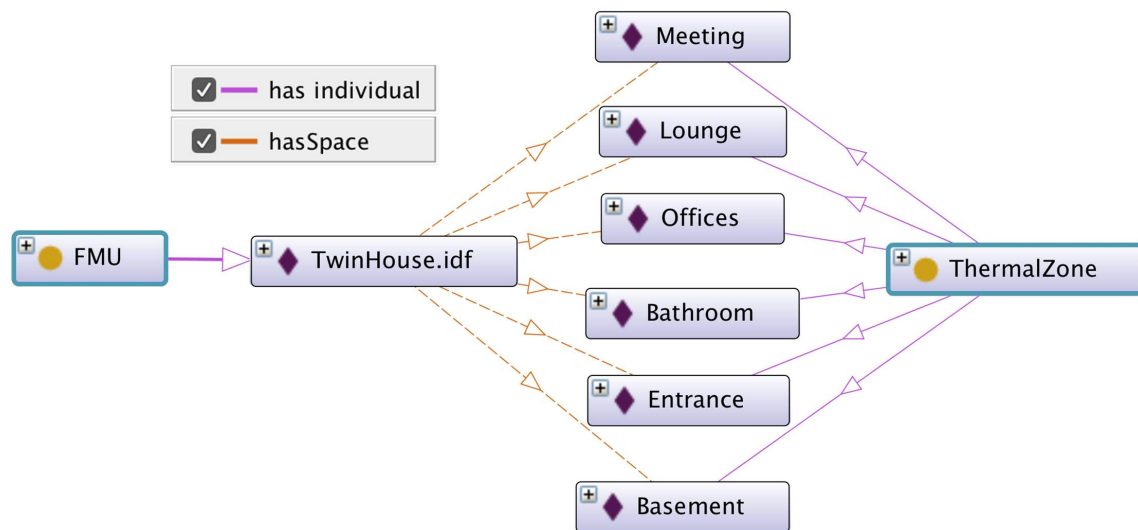 Meeting
has individual
Lounge
hasSpace
Offices
FMU
TwinHouse.idf
ThermalZone
Bathroom
Entrance
Basement